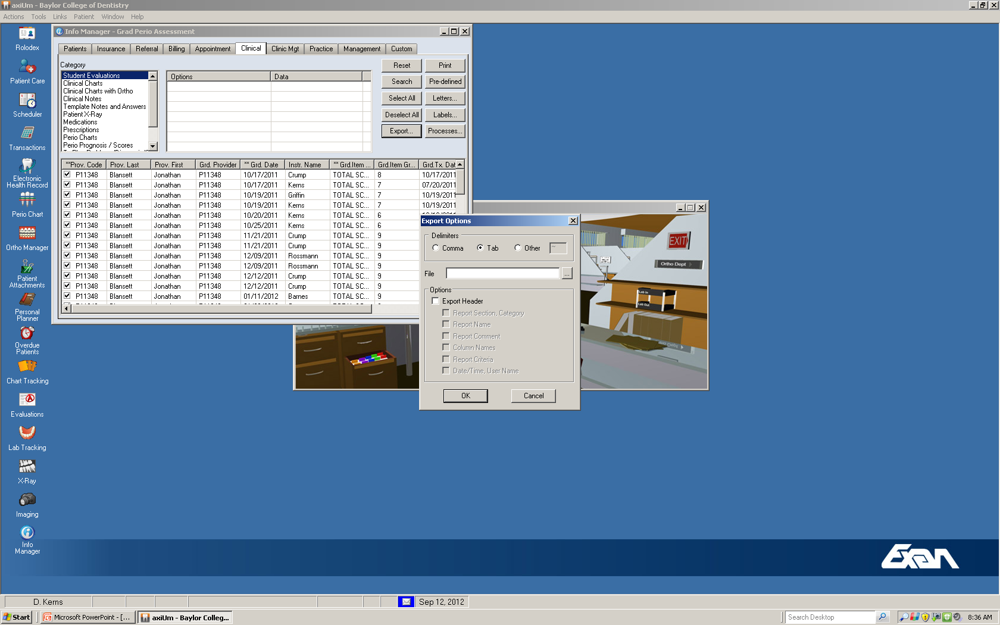 axiUm - Baylor College of Dentistry
Actions Tools Links Patient Window Help
Rolodex
Patient Care
Scheduler
Transactions
Electronic
Health Record
Perio Chart
Ortho Manager
Patient
Attachments
Personal
Planner
Overdue
Patients
Chart Tracking
Evaluations
Lab Tracking
X-Ray
Imaging
Info
Manager
Info Manager - Grad Perio Assessment
Patients Insurance Referral Billing Appointment Clinical Clinic Mgt Practice Management Custom
Category
Student Evaluations
Clinical Charts
Clinical Charts with Ortho
Clinical Notes
Template Notes and Answers
Patient X-Ray
Medications
Prescriptions
Perio Charts
Perio Prognosis / Scores
Options Data
Reset Print
Search Pre-defined
Select All Letters...
Deselect All Labels...
Export... Processes...
**Prov. Code Prov. Last Prov. First Grd. Provider ** Grd. Date Instr. Name ** Grd.Item ... Grd.Item Gr... Grd.Tx. Dat
P11348 Blansett Jonathan P11348 10/17/2011 Crump TOTAL SC... 8 10/17/2011
P11348 Blansett Jonathan P11348 10/17/2011 Kerns TOTAL SC... 7 07/20/2011
P11348 Blansett Jonathan P11348 10/19/2011 Griffin TOTAL SC... 7 10/19/2011
P11348 Blansett Jonathan P11348 10/19/2011 Kerns TOTAL SC... 7 10/19/2011
P11348 Blansett Jonathan P11348 10/20/2011 Kerns TOTAL SC... 6
P11348 Blansett Jonathan P11348 10/25/2011 Kerns TOTAL SC... 6
P11348 Blansett Jonathan P11348 11/21/2011 Crump TOTAL SC... 9
P11348 Blansett Jonathan P11348 11/21/2011 Crump TOTAL SC... 9
P11348 Blansett Jonathan P11348 12/09/2011 Rossmann TOTAL SC... 9
P11348 Blansett Jonathan P11348 12/09/2011 Rossmann TOTAL SC... 9
P11348 Blansett Jonathan P11348 12/12/2011 Crump TOTAL SC... 9
P11348 Blansett Jonathan P11348 12/12/2011 Crump TOTAL SC... 9
P11348 Blansett Jonathan P11348 01/11/2012 Barnes TOTAL SC... 9
Export Options
Delimiters
Comma Tab Other ~
File ...
Options
Export Header
Report Section, Category
Report Name
Report Comment
Column Names
Report Criteria
Date/Time, User Name
OK Cancel
EXIT
Ortho Dept
Lab In
Lab Out
Exan
D. Kerns Sep 12, 2012
Start Microsoft PowerPoint - [... axiUm - Baylor Colleg... Search Desktop 8:36 AM